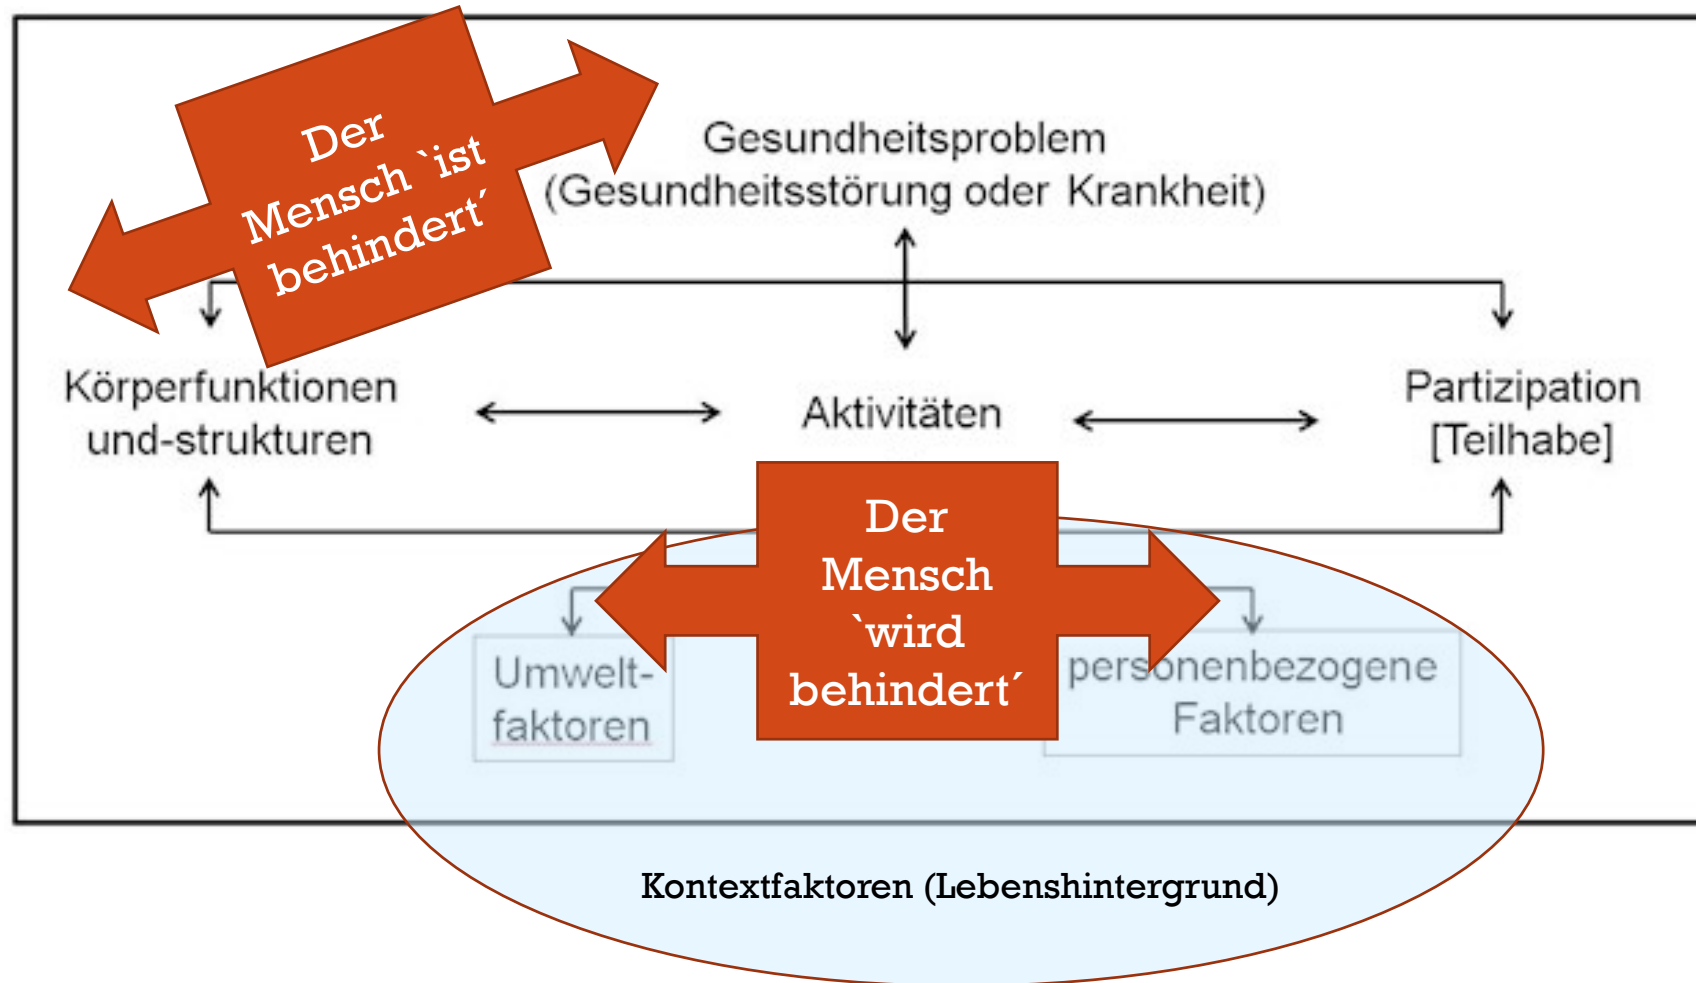 Der
Mensch `ist
behindert´
Gesundheitsproblem
(Gesundheitsstörung oder Krankheit)
Körperfunktionen
und-strukturen
Aktivitäten
Partizipation
[Teilhabe]
Der
Mensch
`wird
behindert´
Umwelt-
faktoren
personenbezogene
Faktoren
Kontextfaktoren (Lebenshintergrund)